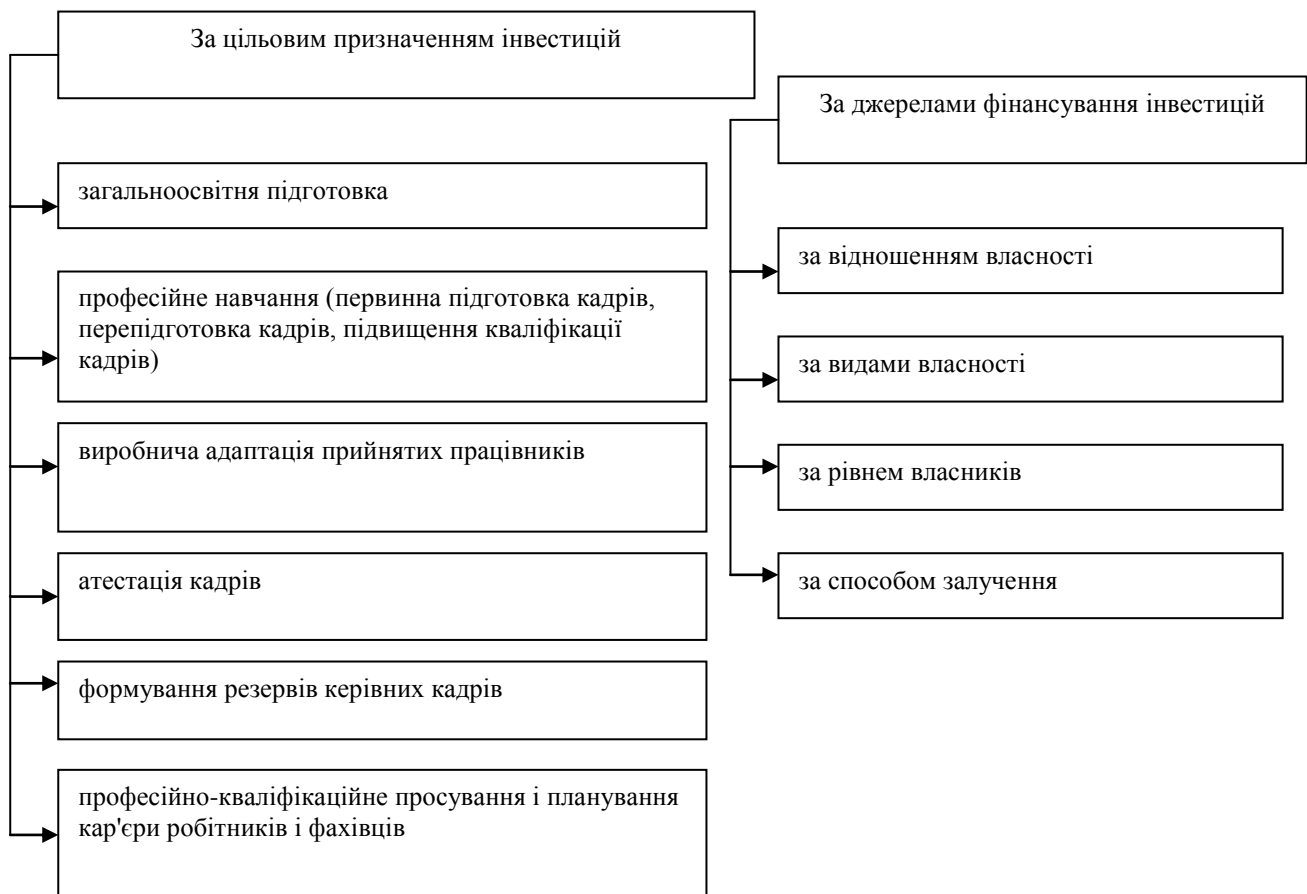 За цільовим призначенням інвестицій
загальноосвітня підготовка
професійне навчання (первинна підготовка кадрів,
перепідготовка кадрів, підвищення кваліфікації
кадрів)
виробнича адаптація прийнятих працівників
атестація кадрів
формування резервів керівних кадрів
професійно-кваліфікаційне просування і планування
кар'єри робітників і фахівців
За джерелами фінансування інвестицій
за відношенням власності
за видами власності
за рівнем власників
за способом залучення